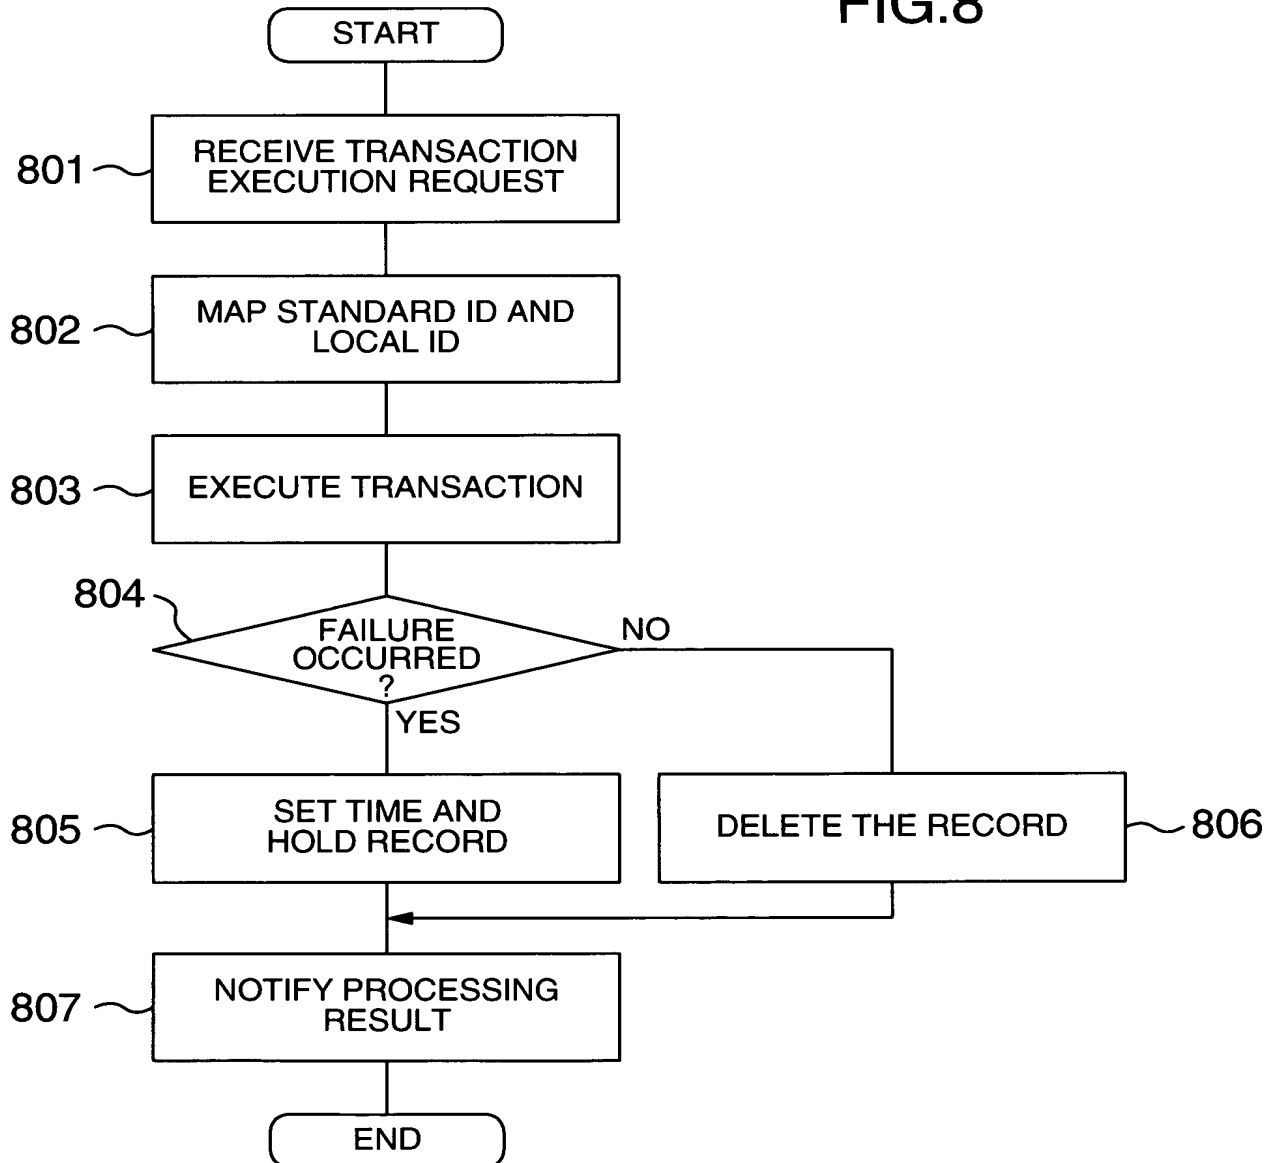 FIG.8
START
801
RECEIVE TRANSACTION
EXECUTION REQUEST
802
MAP STANDARD ID AND
LOCAL ID
803
EXECUTE TRANSACTION
804
FAILURE
OCCURRED
?
NO
YES
805
SET TIME AND
HOLD RECORD
DELETE THE RECORD
806
807
NOTIFY PROCESSING
RESULT
END